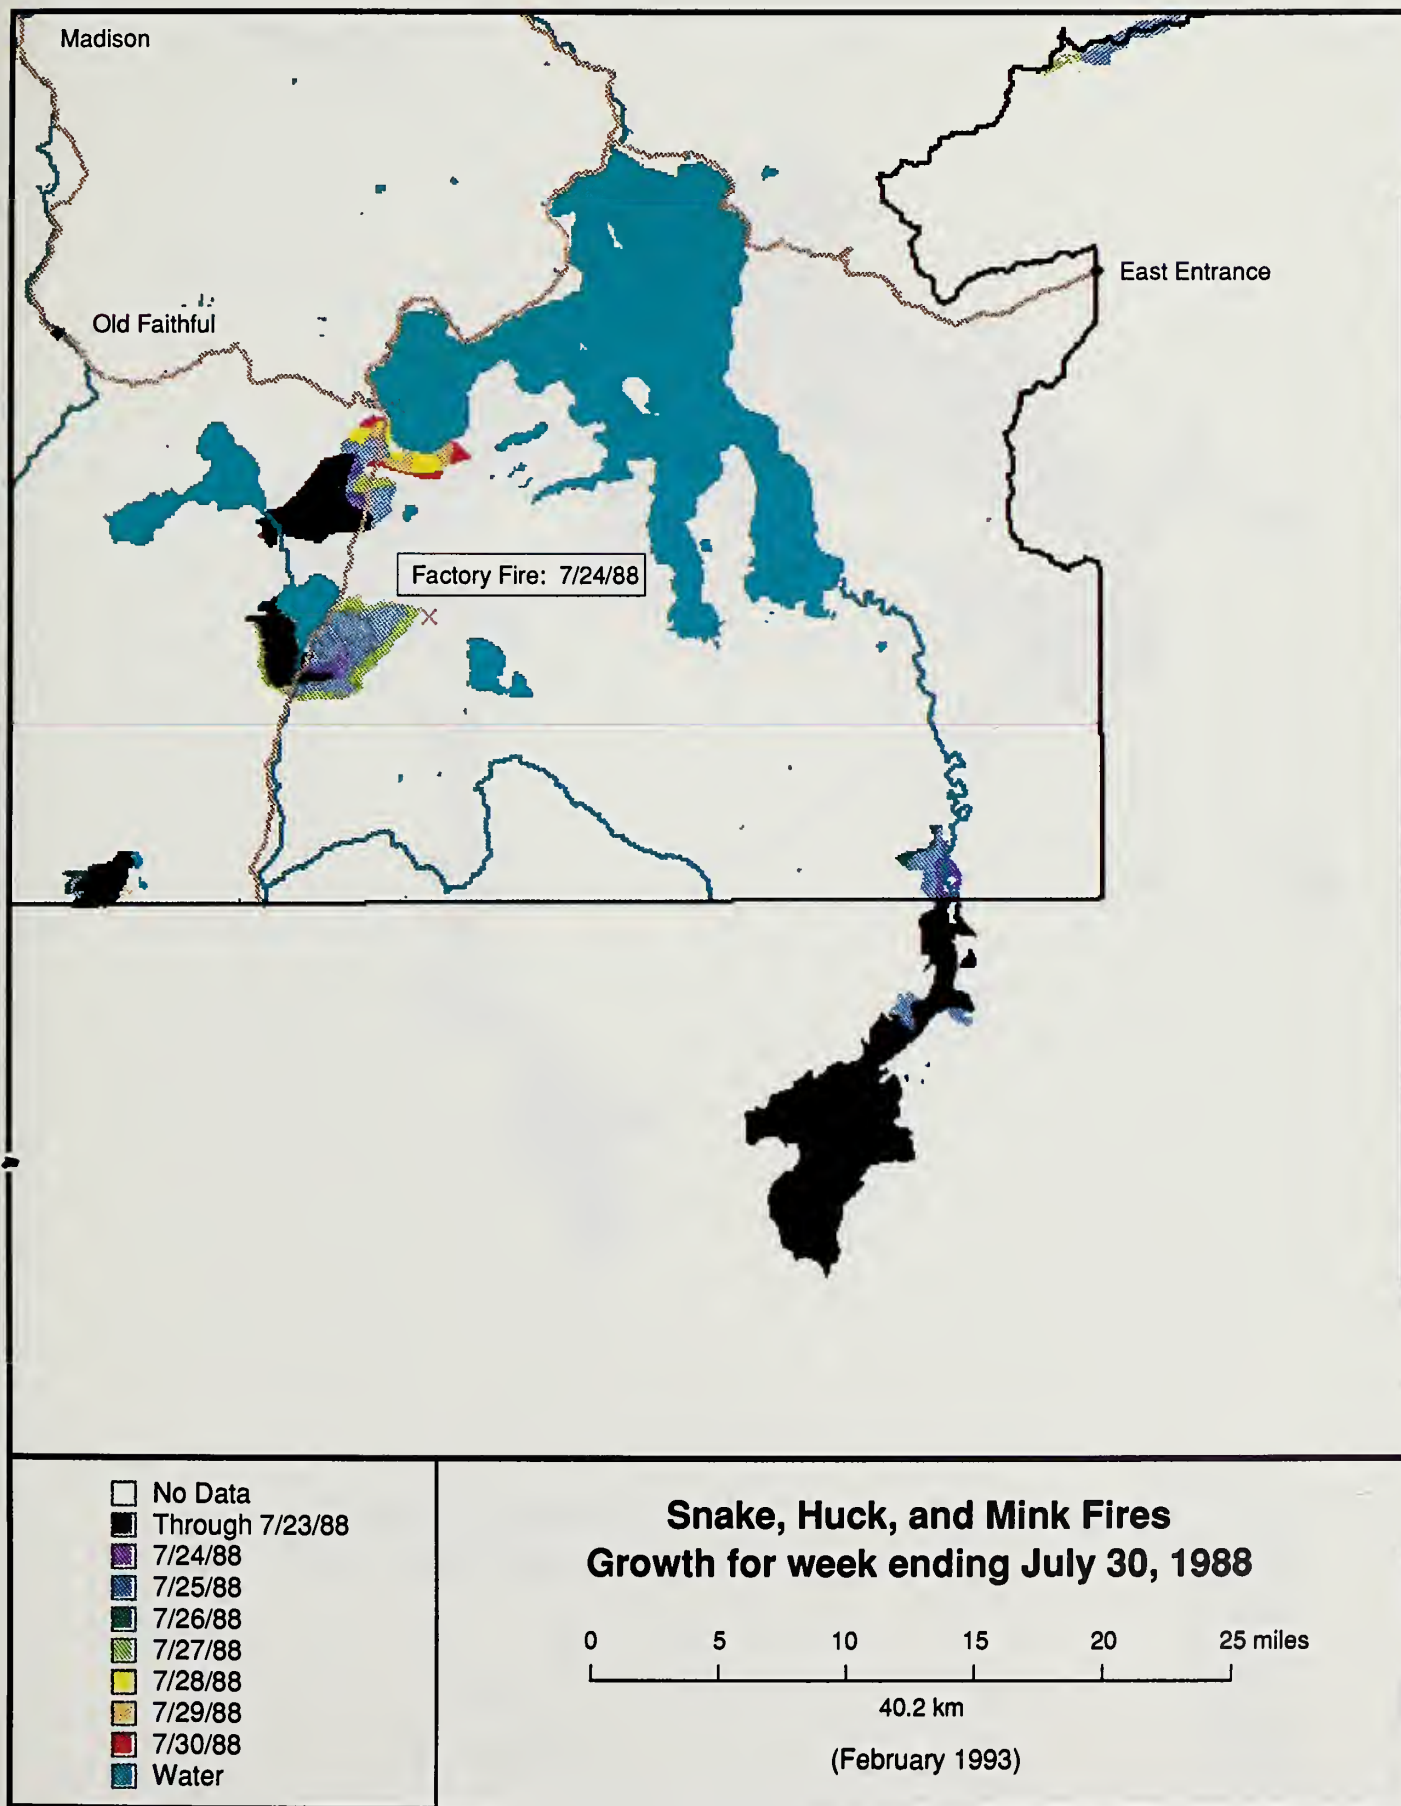 Madison
East Entrance
Old Faithful
Factory Fire: 7/24/88
No Data
Through 7/23/88
7/24/88
7/25/88
7/26/88
7/27/88
7/28/88
7/29/88
7/30/88
Water
Snake, Huck, and Mink Fires
Growth for week ending July 30, 1988
0 5 10 15 20 25 miles
40.2 km
(February 1993)